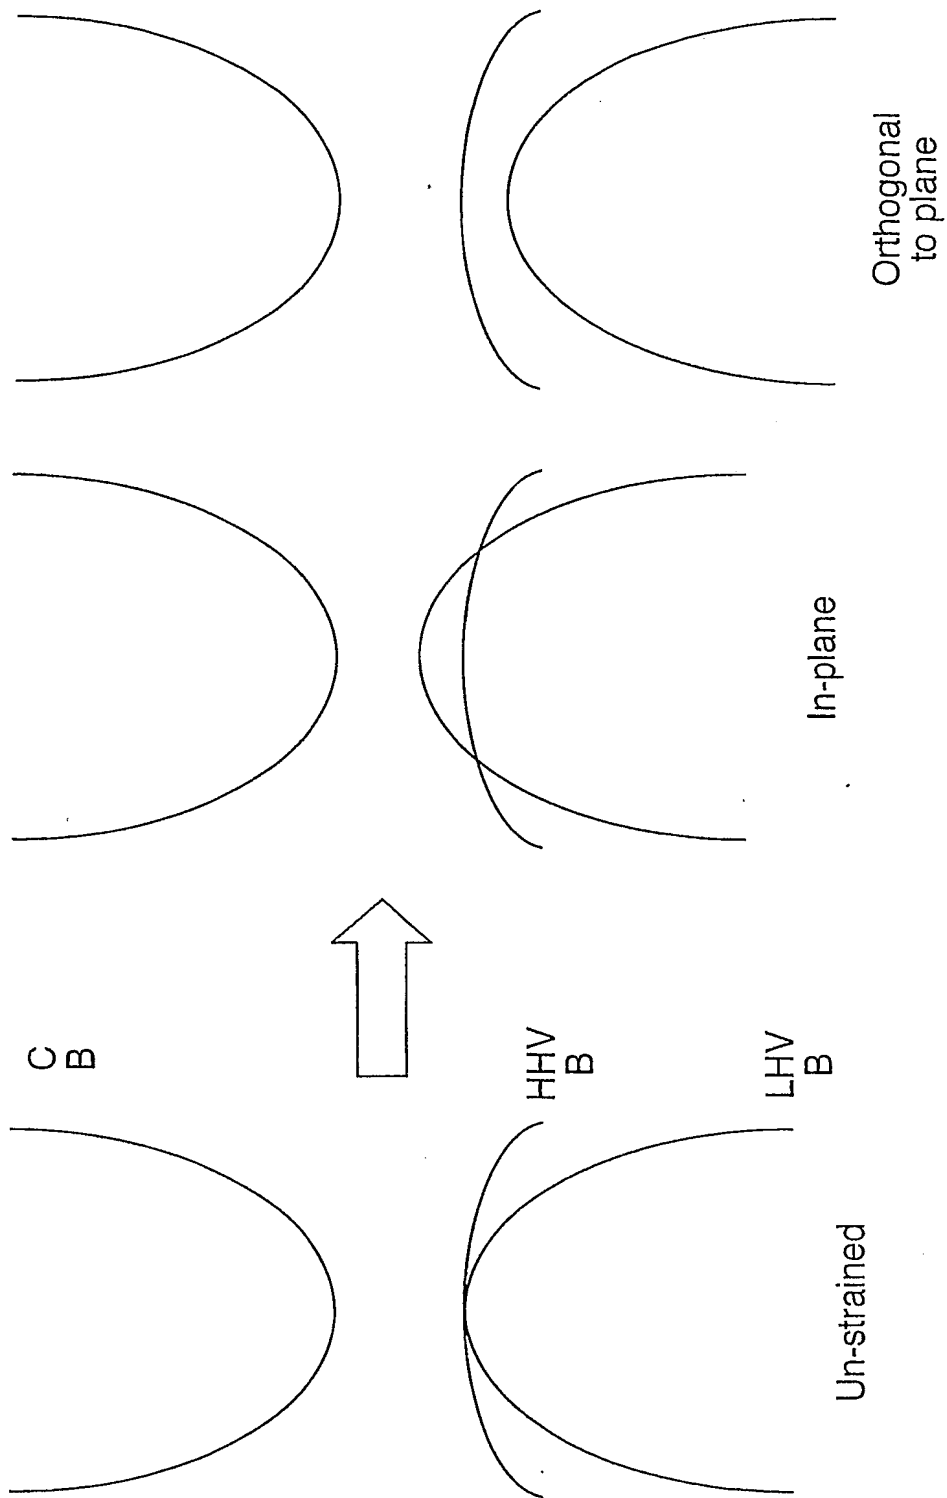 C
B
HHV
B
LHV
B
Un-strained
In-plane
Orthogonal
to plane